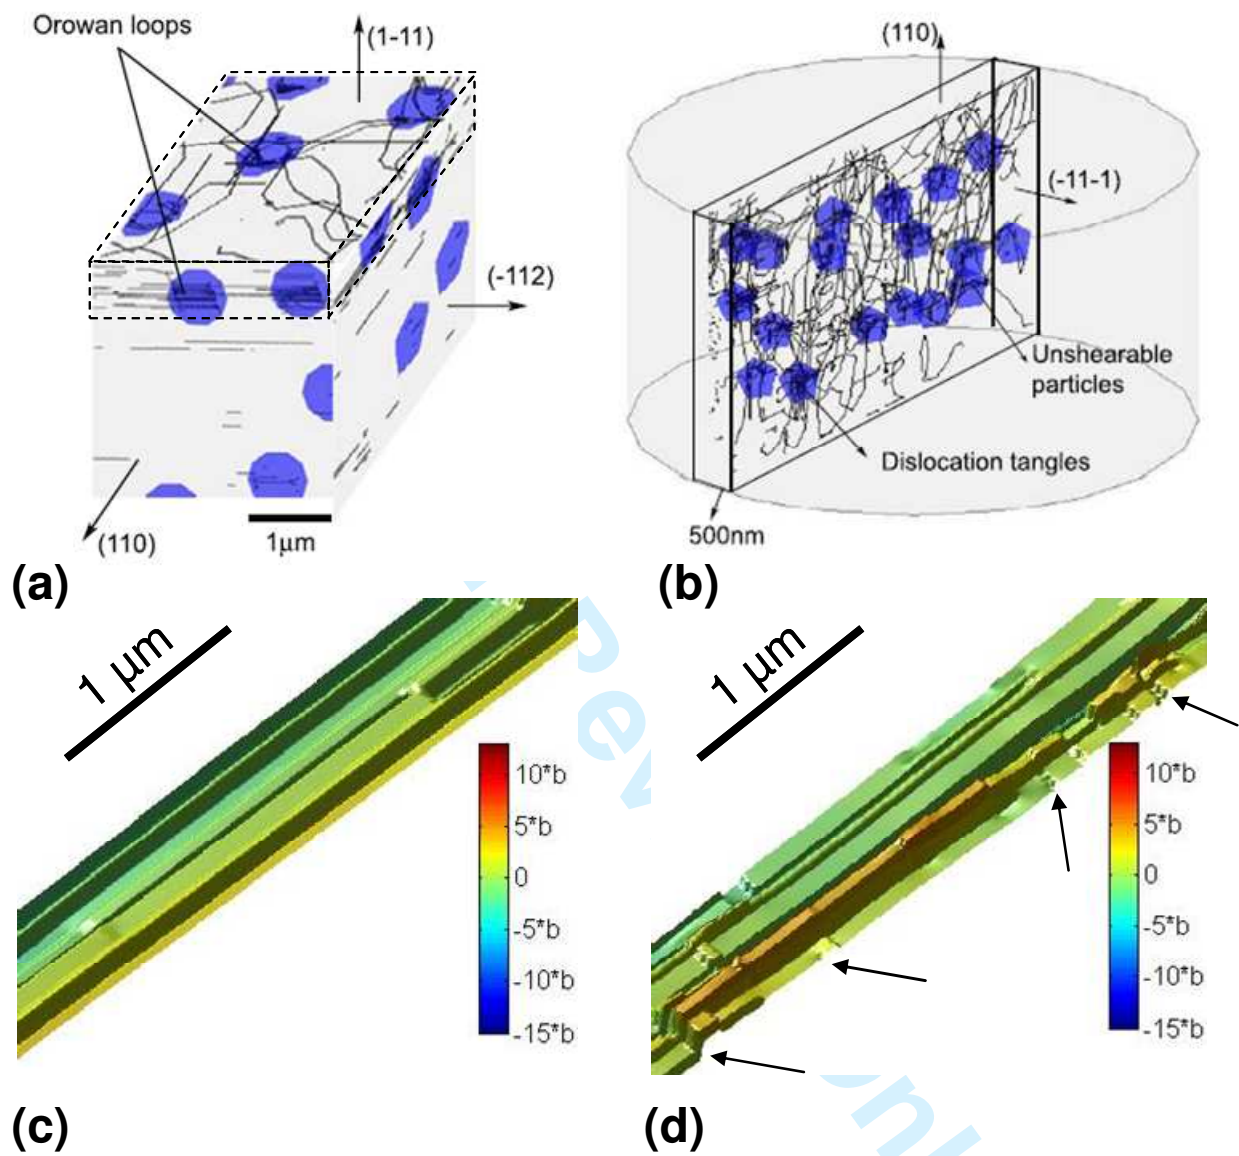 Orowan loops
(1-11)
(-112)
(110)
1μm
(a)
(110)
(-11-1)
Unshearable
particles
Dislocation tangles
500nm
(b)
1 μm
10*b
5*b
0
-5*b
-10*b
-15*b
(c)
1 μm
10*b
5*b
0
-5*b
-10*b
-15*b
(d)